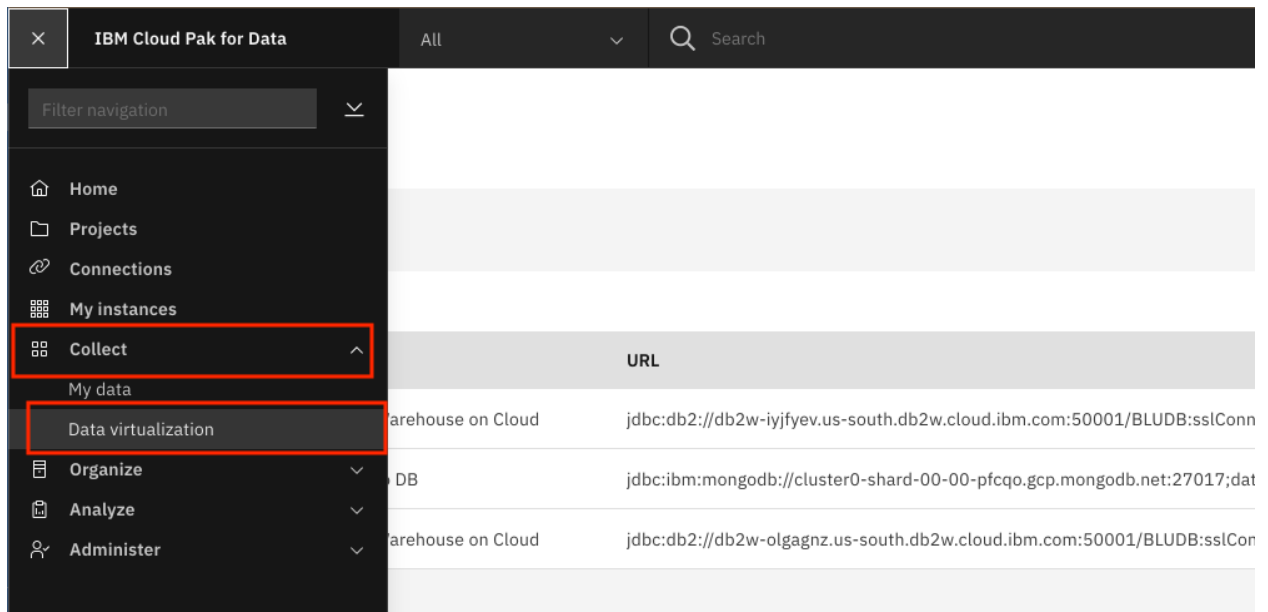 IBM Cloud Pak for Data All Search
Filter navigation
Home
Projects
Connections
My instances
Collect
URL
My data
Data virtualization
arehouse on Cloud jdbc:db2://db2w-iyjfyev.us-south.db2w.cloud.ibm.com:50001/BLUDB:sslConn
Organize
DB jdbc:ibm:mongodb://cluster0-shard-00-00-pfcqo.gcp.mongodb.net:27017;dat
Analyze
arehouse on Cloud jdbc:db2://db2w-olgagnz.us-south.db2w.cloud.ibm.com:50001/BLUDB:sslCon
Administer